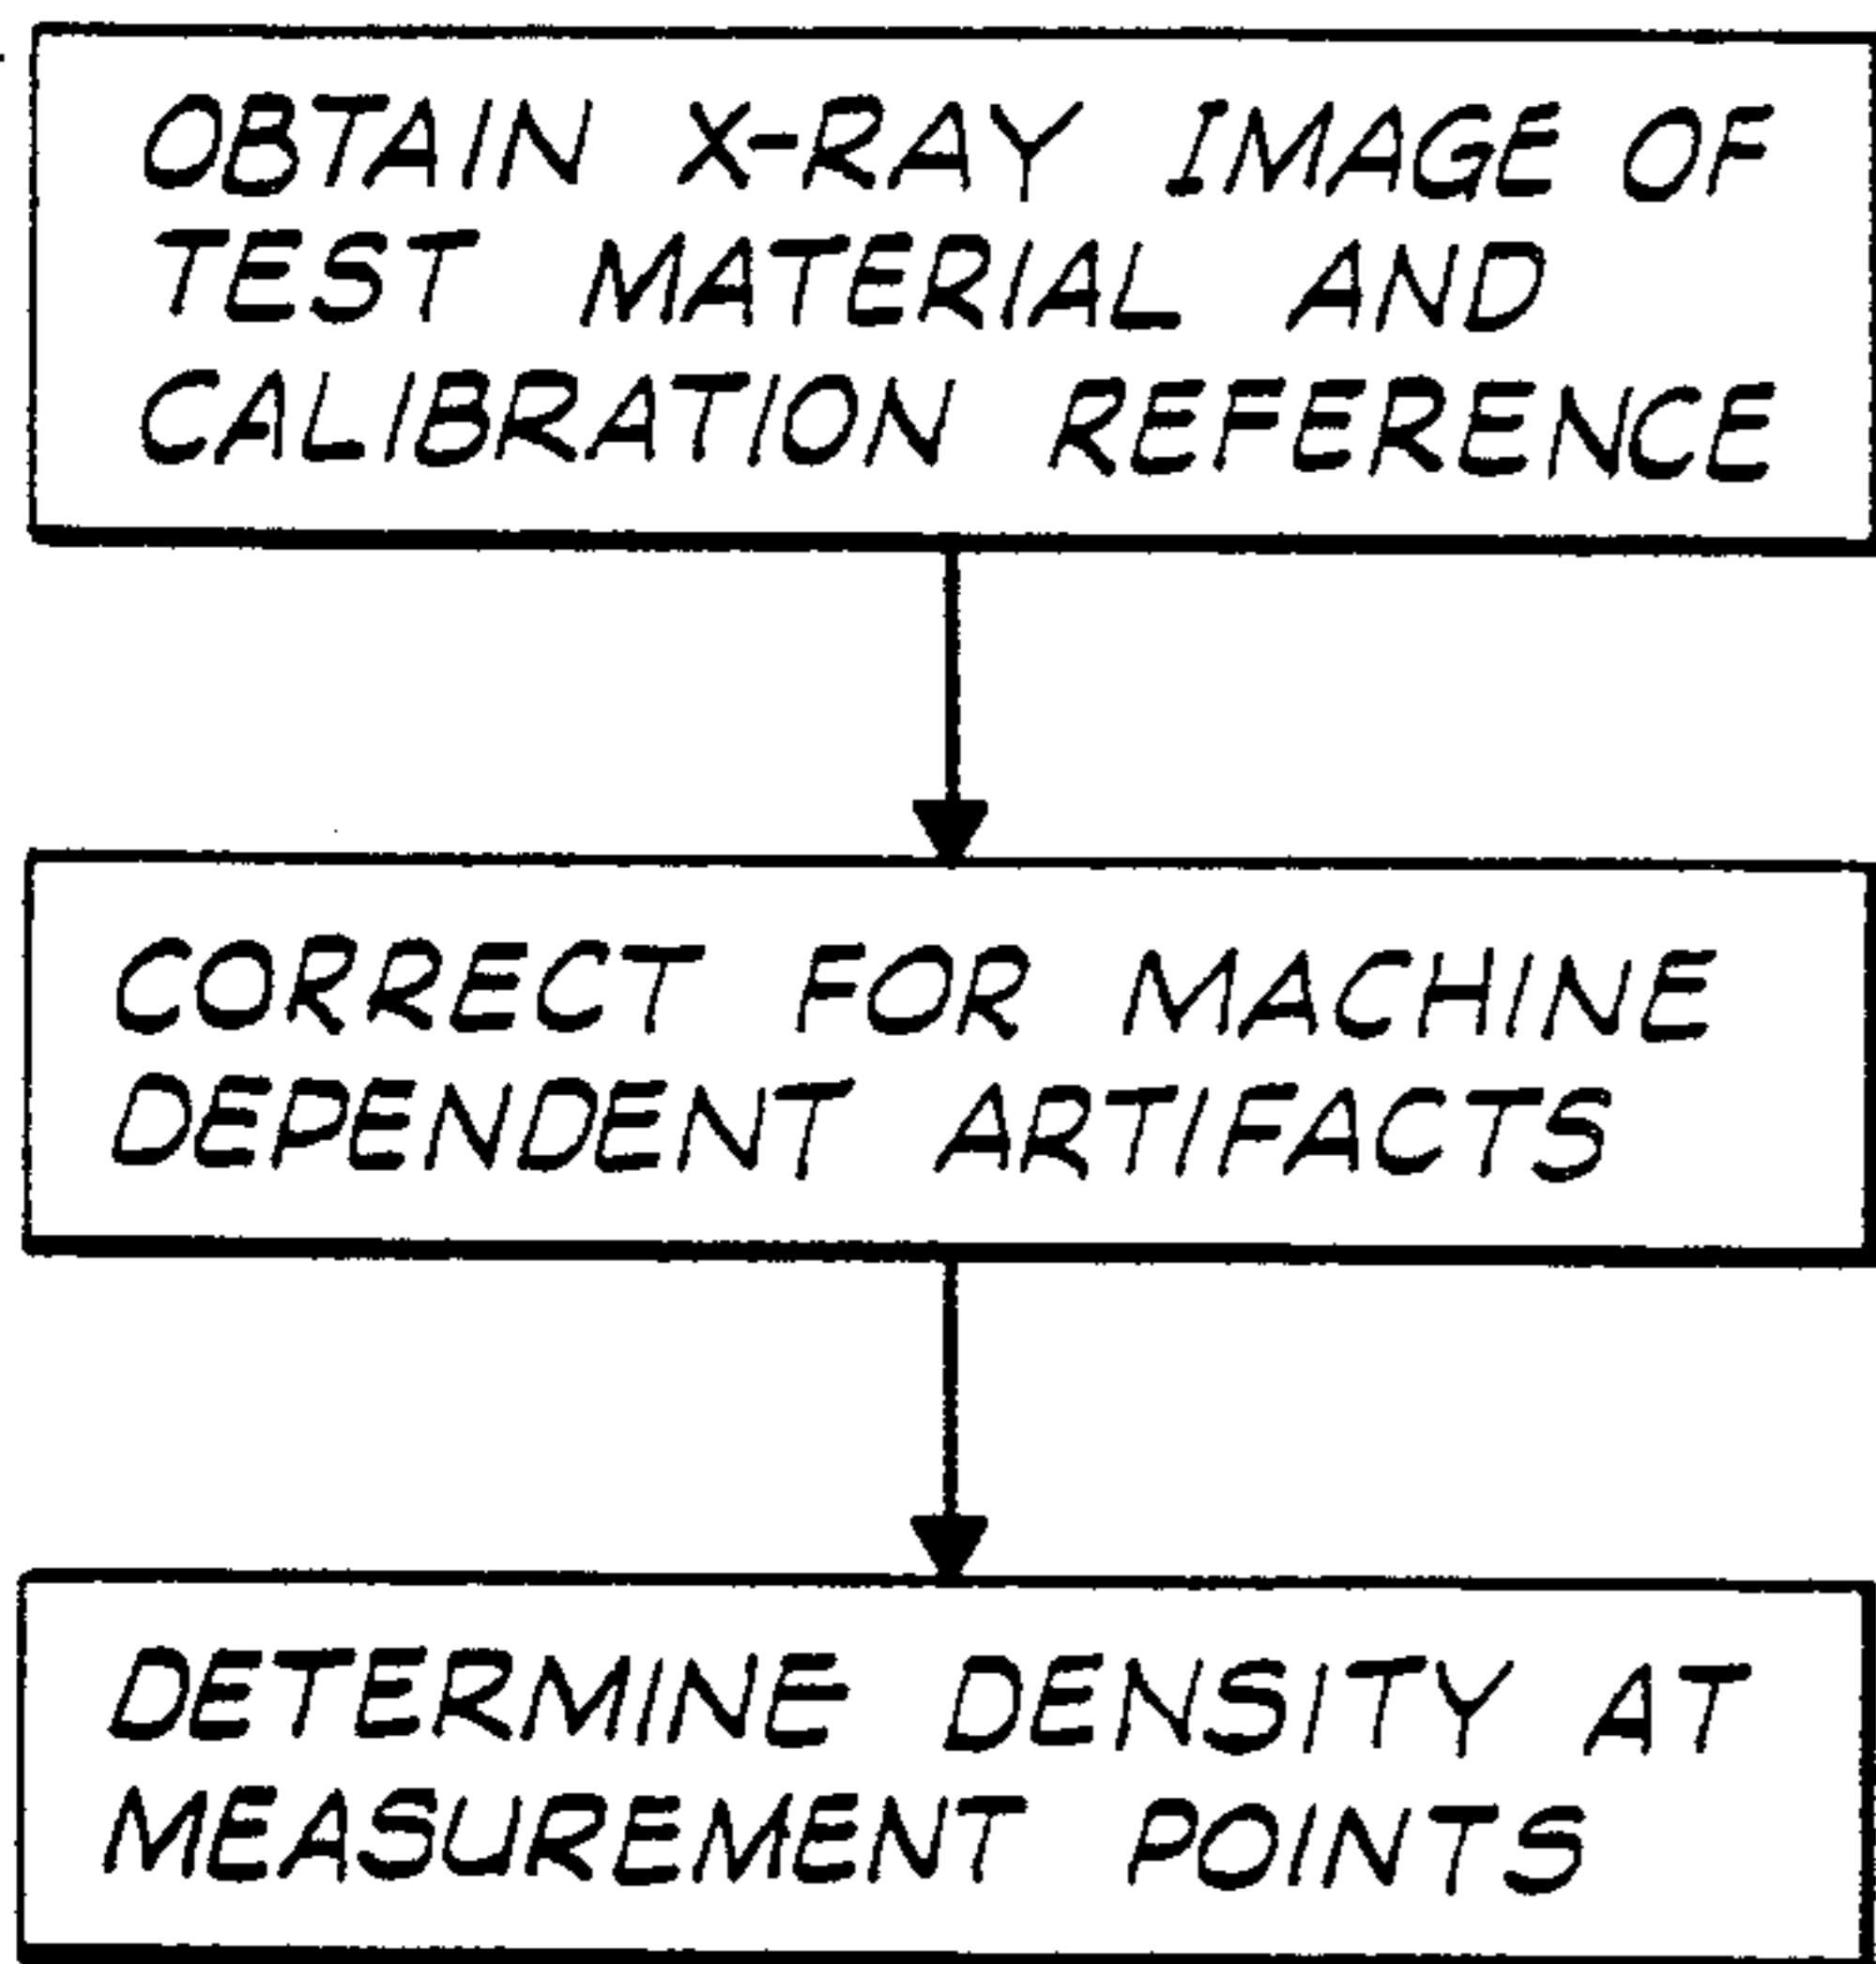 OBTAIN X-RAY IMAGE OF
TEST MATERIAL AND
CALIBRATION REFERENCE
CORRECT FOR MACHINE
DEPENDENT ARTIFACTS
DETERMINE DENSITY AT
MEASUREMENT POINTS